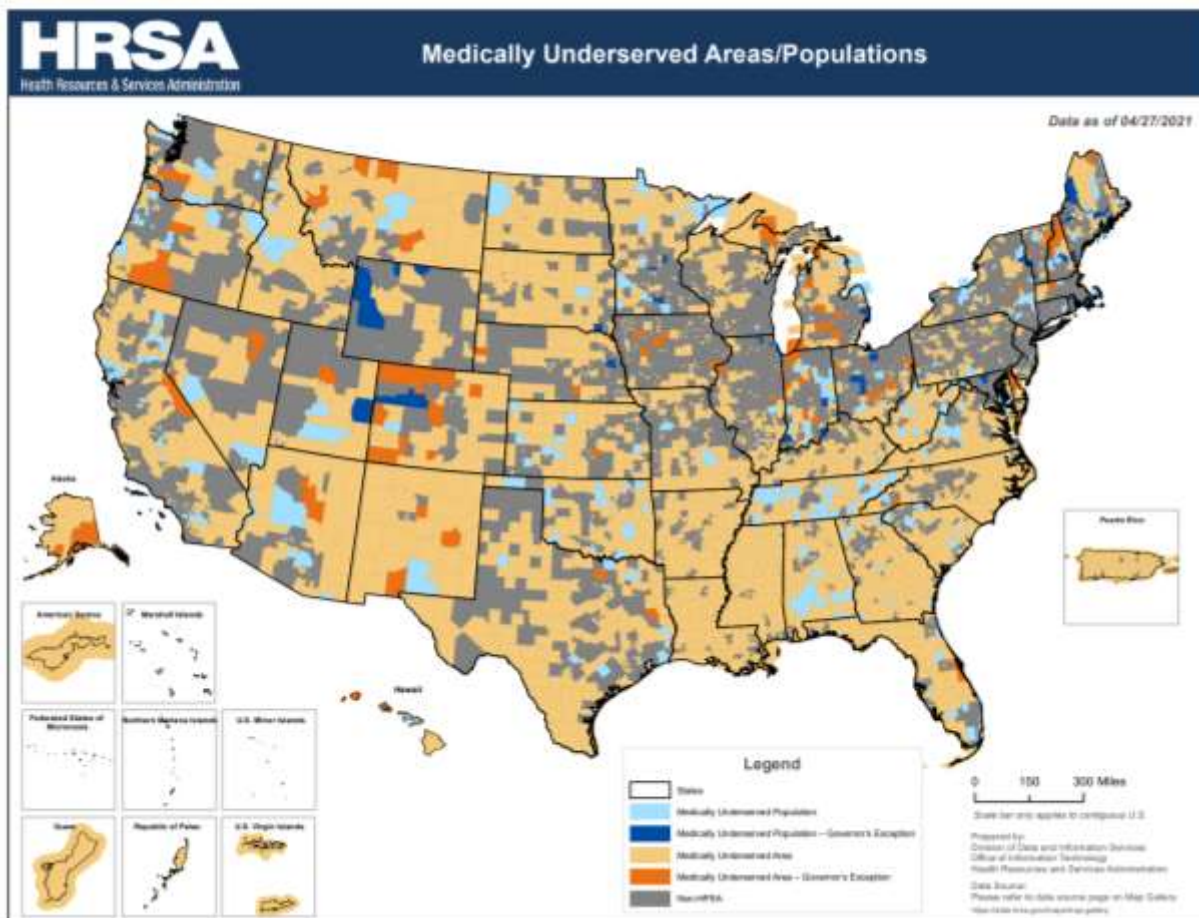 HRSA
Health Resources & Services Administration
Medically Underserved Areas/Populations
Data as of 04/27/2021
Alaska
Puerto Rico
American Samoa
Marshall Islands
Hawaii
Federated States of
Micronesia
Northern Mariana Islands
U.S. Minor Islands
Guam
Republic of Palau
U.S. Virgin Islands
Legend
States
Medically Underserved Population
Medically Underserved Population – Governor's Exception
Medically Underserved Area
Medically Underserved Area – Governor's Exception
Non-HPSA
0 150 300 Miles
Scale bar only applies to contiguous U.S.
Prepared by:
Division of Data and Information Services
Office of Information Technology
Health Resources and Services Administration
Data Source:
Please refer to data source page on Map Gallery